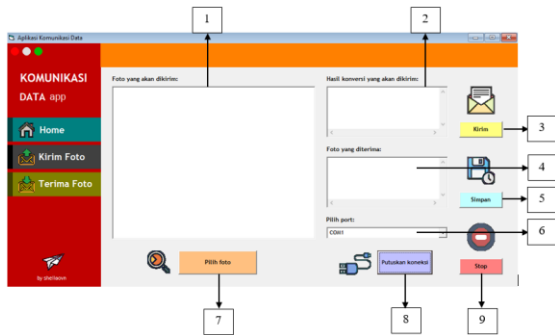 1
2
Aplikasi Komunikasi Data
KOMUNIKASI
DATA app
Home
Kirim Foto
Terima Foto
Foto yang akan dikirim:
Hasil konversi yang akan dikirim:
Kirim
3
Foto yang diterima:
4
Simpan
5
Pilih port:
COM1
6
Pilih foto
Putuskan koneksi
Stop
7
8
9